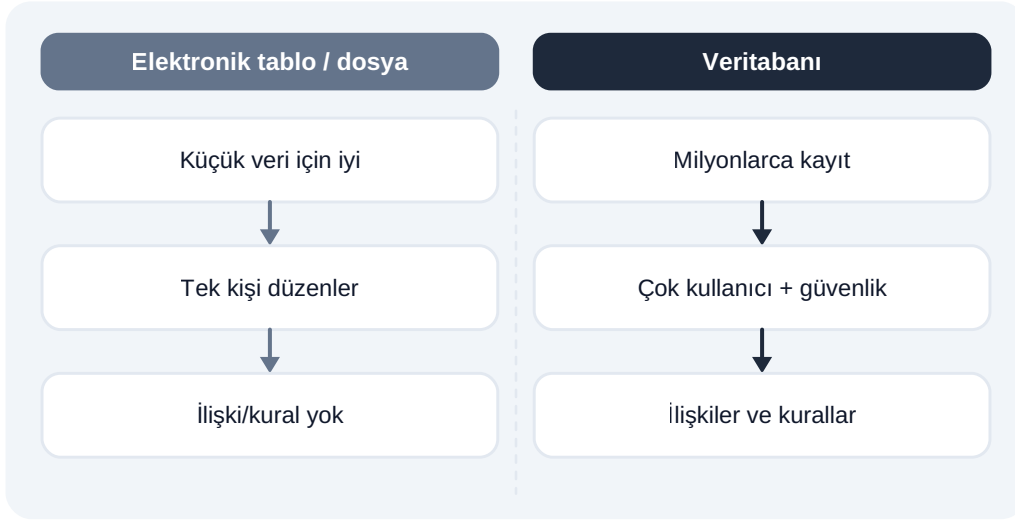 Elektronik tablo / dosya
Küçük veri için iyi
Tek kişi düzenler
İlişki/kural yok
Veritabanı
Milyonlarca kayıt
Çok kullanıcı + güvenlik
İlişkiler ve kurallar